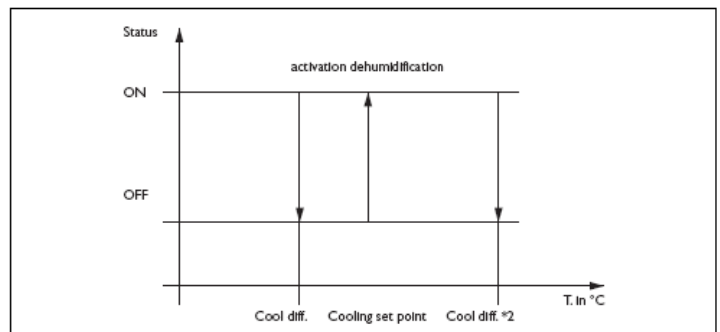 Status
activation dehumidification
ON
OFF
T. in °C
Cool diff.
Cooling set point
Cool diff. *2